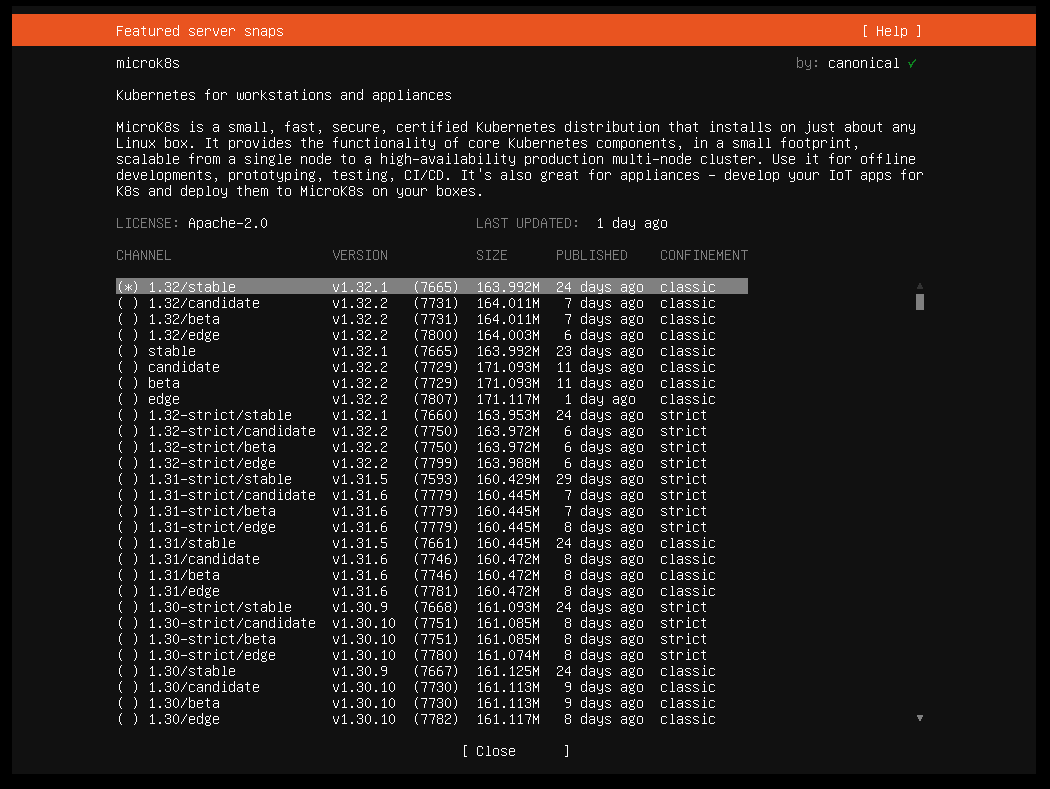 Featured server snaps [ Help ]
microk8s by: canonical ✓
Kubernetes for workstations and appliances
MicroK8s is a small, fast, secure, certified Kubernetes distribution that installs on just about any
Linux box. It provides the functionality of core Kubernetes components, in a small footprint,
scalable from a single node to a high-availability production multi-node cluster. Use it for offline
developments, prototyping, testing, CI/CD. It's also great for appliances - develop your IoT apps for
K8s and deploy them to MicroK8s on your boxes.
LICENSE: Apache-2.0 LAST UPDATED: 1 day ago
CHANNEL VERSION SIZE PUBLISHED CONFINEMENT
(*) 1.32/stable v1.32.1 (7665) 163.992M 24 days ago classic
( ) 1.32/candidate v1.32.2 (7731) 164.011M 7 days ago classic
( ) 1.32/beta v1.32.2 (7731) 164.011M 7 days ago classic
( ) 1.32/edge v1.32.2 (7800) 164.003M 6 days ago classic
( ) stable v1.32.1 (7665) 163.992M 23 days ago classic
( ) candidate v1.32.2 (7729) 171.093M 11 days ago classic
( ) beta v1.32.2 (7729) 171.093M 11 days ago classic
( ) edge v1.32.2 (7807) 171.117M 1 day ago classic
( ) 1.32-strict/stable v1.32.1 (7660) 163.953M 24 days ago strict
( ) 1.32-strict/candidate v1.32.2 (7750) 163.972M 6 days ago strict
( ) 1.32-strict/beta v1.32.2 (7750) 163.972M 6 days ago strict
( ) 1.32-strict/edge v1.32.2 (7799) 163.988M 6 days ago strict
( ) 1.31-strict/stable v1.31.5 (7593) 160.429M 29 days ago strict
( ) 1.31-strict/candidate v1.31.6 (7779) 160.445M 7 days ago strict
( ) 1.31-strict/beta v1.31.6 (7779) 160.445M 7 days ago strict
( ) 1.31-strict/edge v1.31.6 (7779) 160.445M 8 days ago strict
( ) 1.31/stable v1.31.5 (7661) 160.445M 24 days ago classic
( ) 1.31/candidate v1.31.6 (7746) 160.472M 8 days ago classic
( ) 1.31/beta v1.31.6 (7746) 160.472M 8 days ago classic
( ) 1.31/edge v1.31.6 (7781) 160.472M 8 days ago classic
( ) 1.30-strict/stable v1.30.9 (7668) 161.093M 24 days ago strict
( ) 1.30-strict/candidate v1.30.10 (7751) 161.085M 8 days ago strict
( ) 1.30-strict/beta v1.30.10 (7751) 161.085M 8 days ago strict
( ) 1.30-strict/edge v1.30.10 (7780) 161.074M 8 days ago strict
( ) 1.30/stable v1.30.9 (7667) 161.125M 24 days ago classic
( ) 1.30/candidate v1.30.10 (7730) 161.113M 9 days ago classic
( ) 1.30/beta v1.30.10 (7730) 161.113M 9 days ago classic
( ) 1.30/edge v1.30.10 (7782) 161.117M 8 days ago classic
[ Close ]